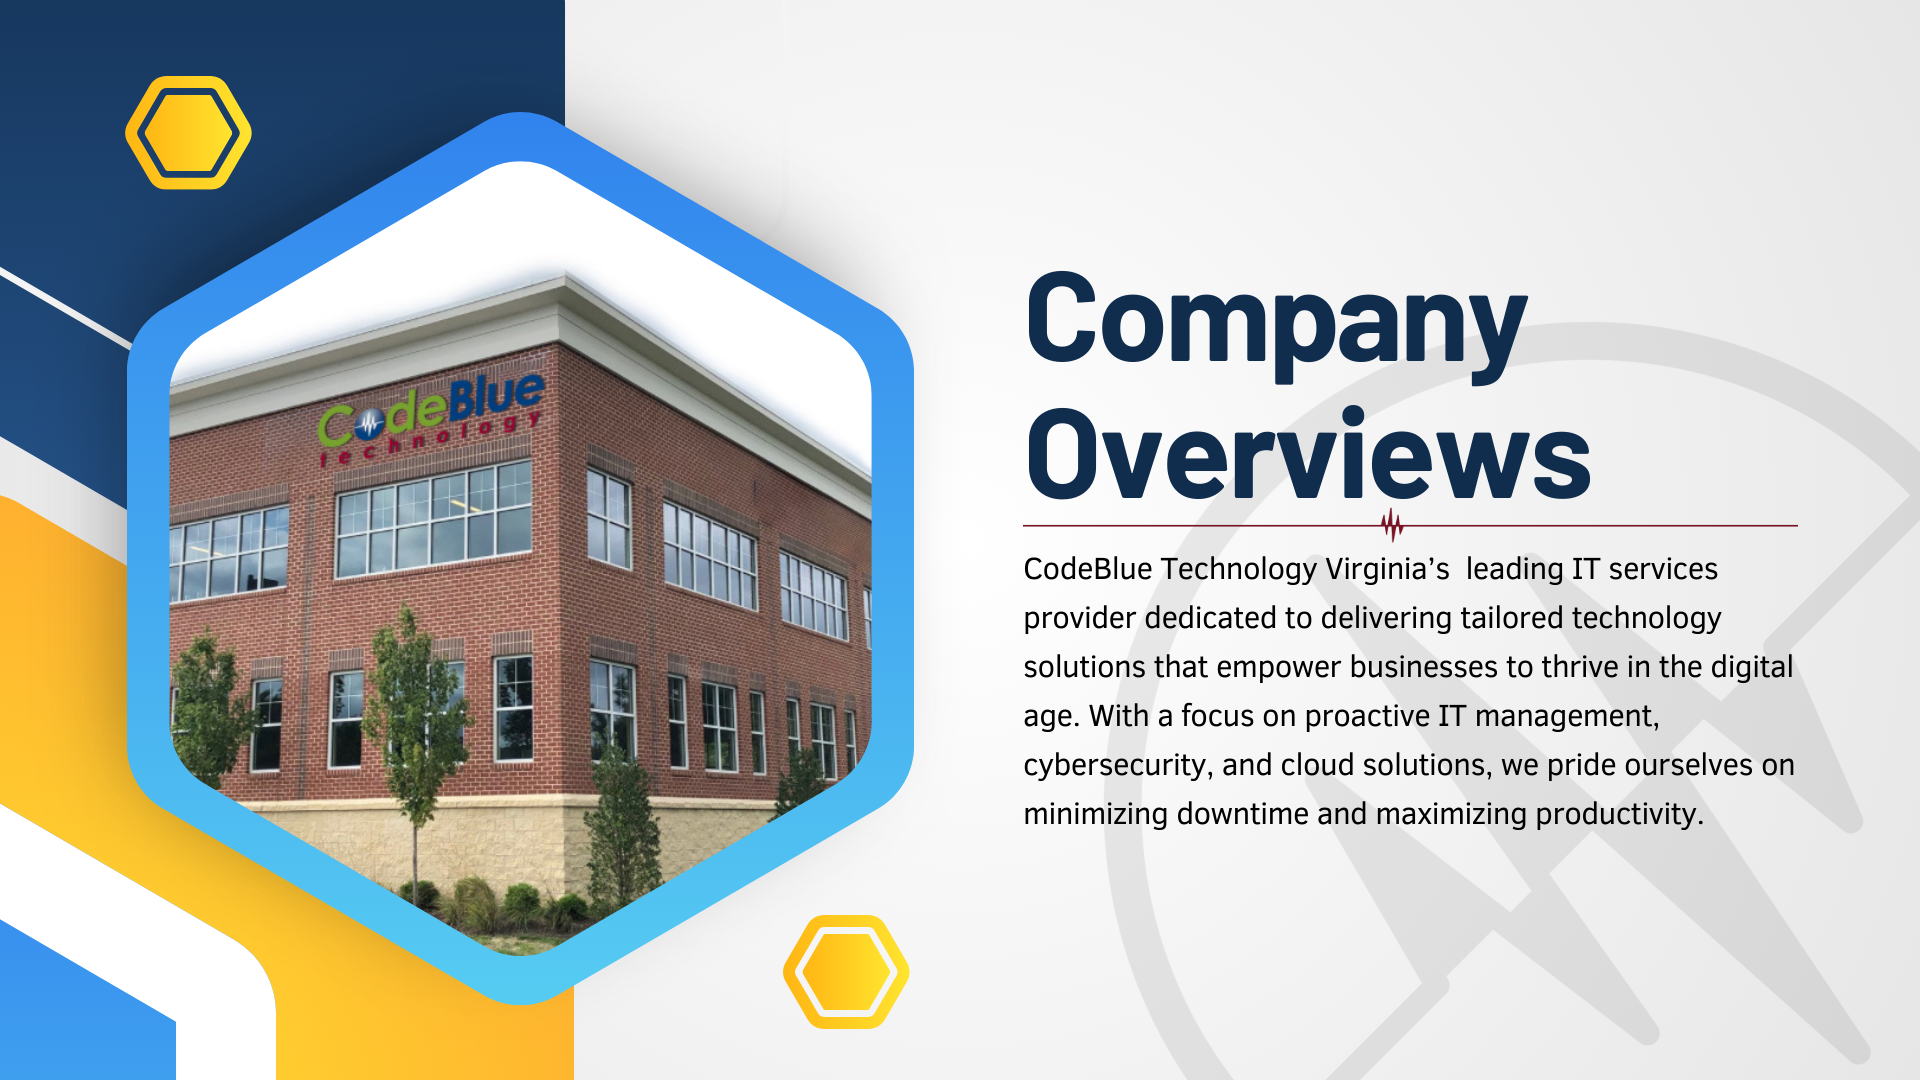 CodeBlue
technology
Company
Overviews
CodeBlue Technology Virginia’s  leading IT services
provider dedicated to delivering tailored technology
solutions that empower businesses to thrive in the digital
age. With a focus on proactive IT management,
cybersecurity, and cloud solutions, we pride ourselves on
minimizing downtime and maximizing productivity.